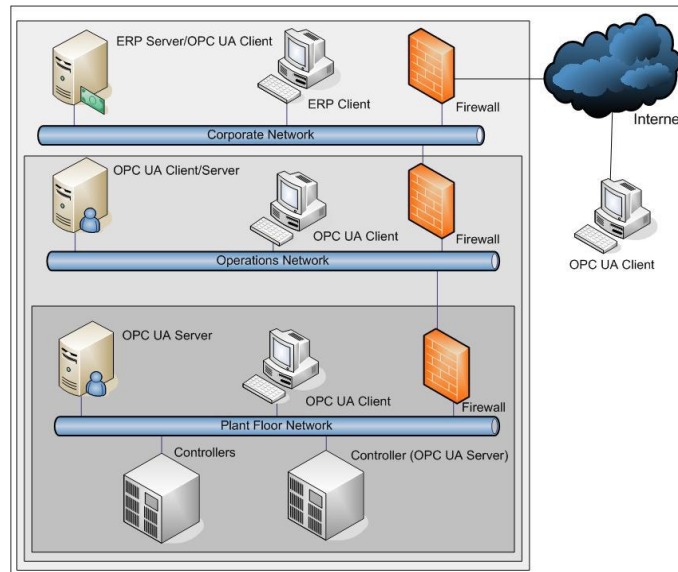 ERP Server/OPC UA Client
ERP Client
Firewall
Internet
Corporate Network
OPC UA Client/Server
OPC UA Client
Firewall
OPC UA Client
Operations Network
OPC UA Server
OPC UA Client
Firewall
Plant Floor Network
Controllers
Controller (OPC UA Server)